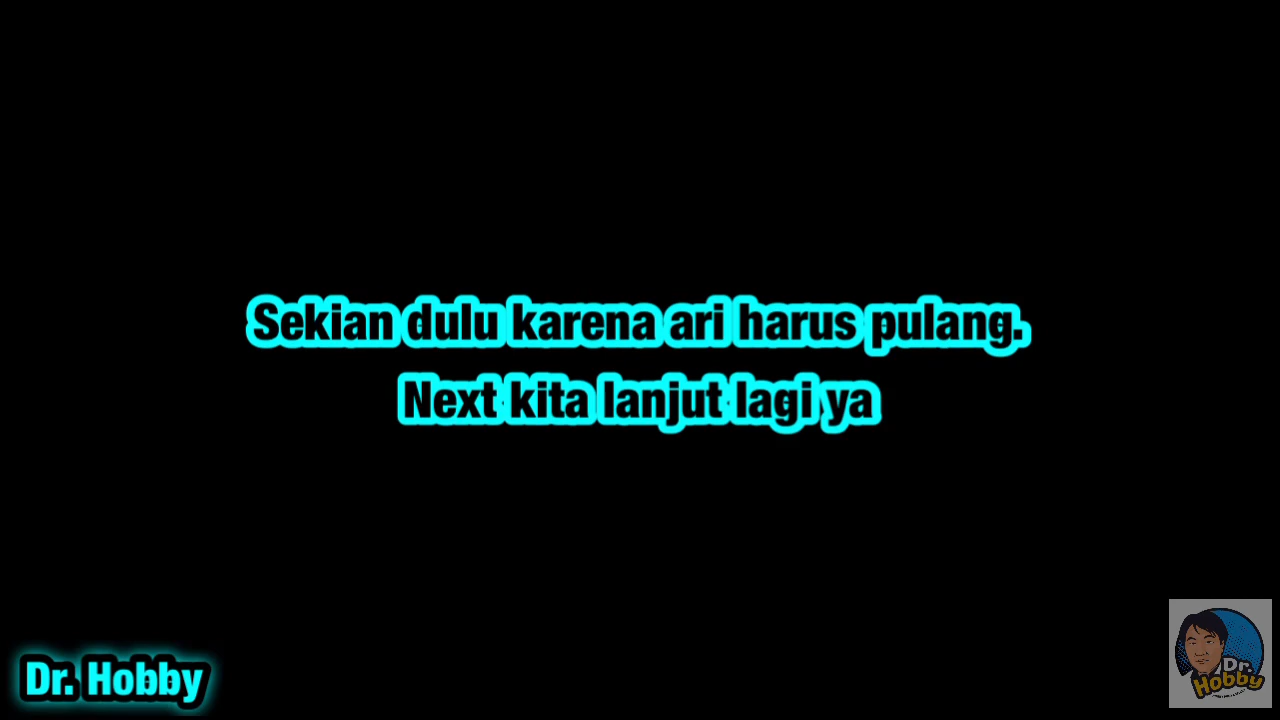 Sekian dulu karena ari harus pulang.
Next kita lanjut lagi ya
Dr. Hobby
Dr.
Hobby